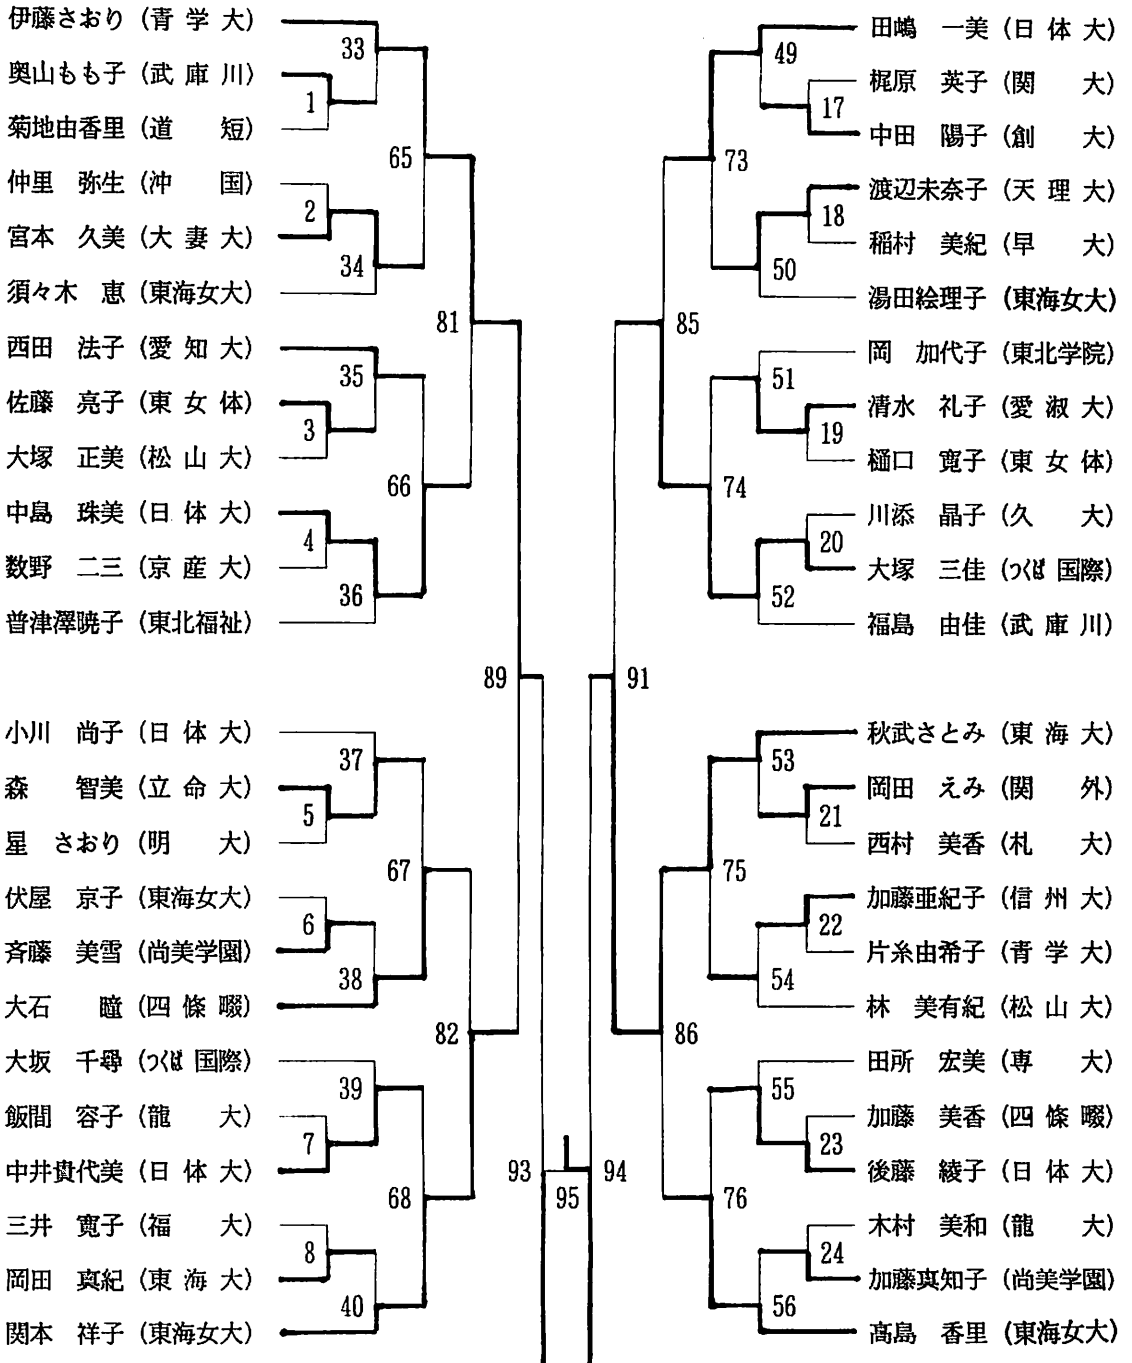 伊藤さおり (青学大)
奥山もも子 (武庫川)
菊地由香里 (道　短)
仲里　弥生 (沖　国)
宮本　久美 (大妻大)
須々木　恵 (東海女大)
西田　法子 (愛知大)
佐藤　亮子 (東女体)
大塚　正美 (松山大)
中島　珠美 (日体大)
数野　二三 (京産大)
普津澤暁子 (東北福祉)
小川　尚子 (日体大)
森　　智美 (立命大)
星　さおり (明　大)
伏屋　京子 (東海女大)
斉藤　美雪 (尚美学園)
大石　　瞳 (四條畷)
大坂　千尋 (つくば国際)
飯間　容子 (龍　大)
中井貴代美 (日体大)
三井　寛子 (福　大)
岡田　真紀 (東海大)
関本　祥子 (東海女大)
33
1
65
2
34
81
35
3
66
4
36
89
37
5
67
6
38
82
39
7
68
8
40
93
95
94
49
17
73
18
50
85
51
19
74
20
52
91
53
21
75
22
54
86
55
23
76
24
56
田嶋　一美 (日体大)
梶原　英子 (関　大)
中田　陽子 (創　大)
渡辺未奈子 (天理大)
稲村　美紀 (早　大)
湯田絵理子 (東海女大)
岡　加代子 (東北学院)
清水　礼子 (愛淑大)
樋口　寛子 (東女体)
川添　晶子 (久　大)
大塚　三佳 (つくば国際)
福島　由佳 (武庫川)
秋武さとみ (東海大)
岡田　えみ (関　外)
西村　美香 (札　大)
加藤亜紀子 (信州大)
片糸由希子 (青学大)
林　美有紀 (松山大)
田所　宏美 (専　大)
加藤　美香 (四條畷)
後藤　綾子 (日体大)
木村　美和 (龍　大)
加藤真知子 (尚美学園)
高島　香里 (東海女大)